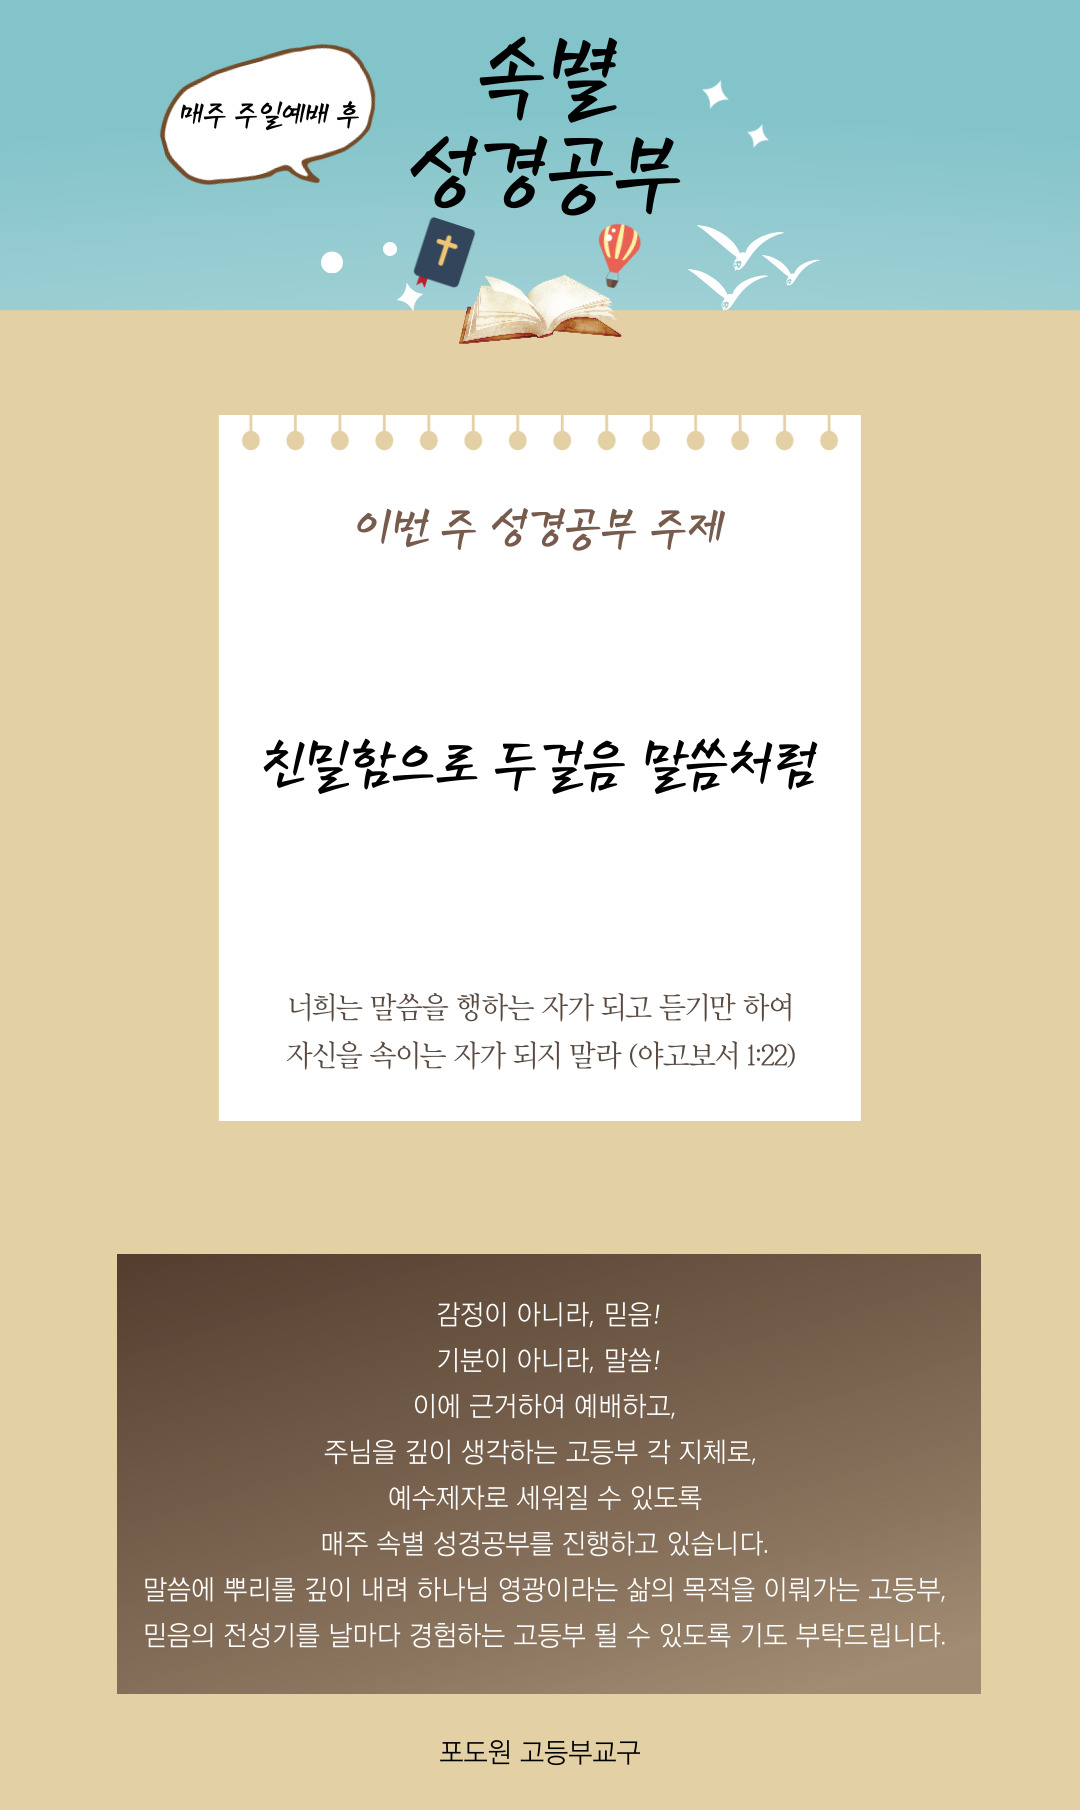 매주 주일예배 후
속별
성경공부
이번 주 성경공부 주제
친밀함으로 두걸음 말씀처럼
너희는 말씀을 행하는 자가 되고 듣기만 하여
자신을 속이는 자가 되지 말라 (야고보서 1:22)
감정이 아니라, 믿음!
기분이 아니라, 말씀!
이에 근거하여 예배하고,
주님을 깊이 생각하는 고등부 각 지체로,
예수제자로 세워질 수 있도록
매주 속별 성경공부를 진행하고 있습니다.
말씀에 뿌리를 깊이 내려 하나님 영광이라는 삶의 목적을 이뤄가는 고등부,
믿음의 전성기를 날마다 경험하는 고등부 될 수 있도록 기도 부탁드립니다.
포도원 고등부교구